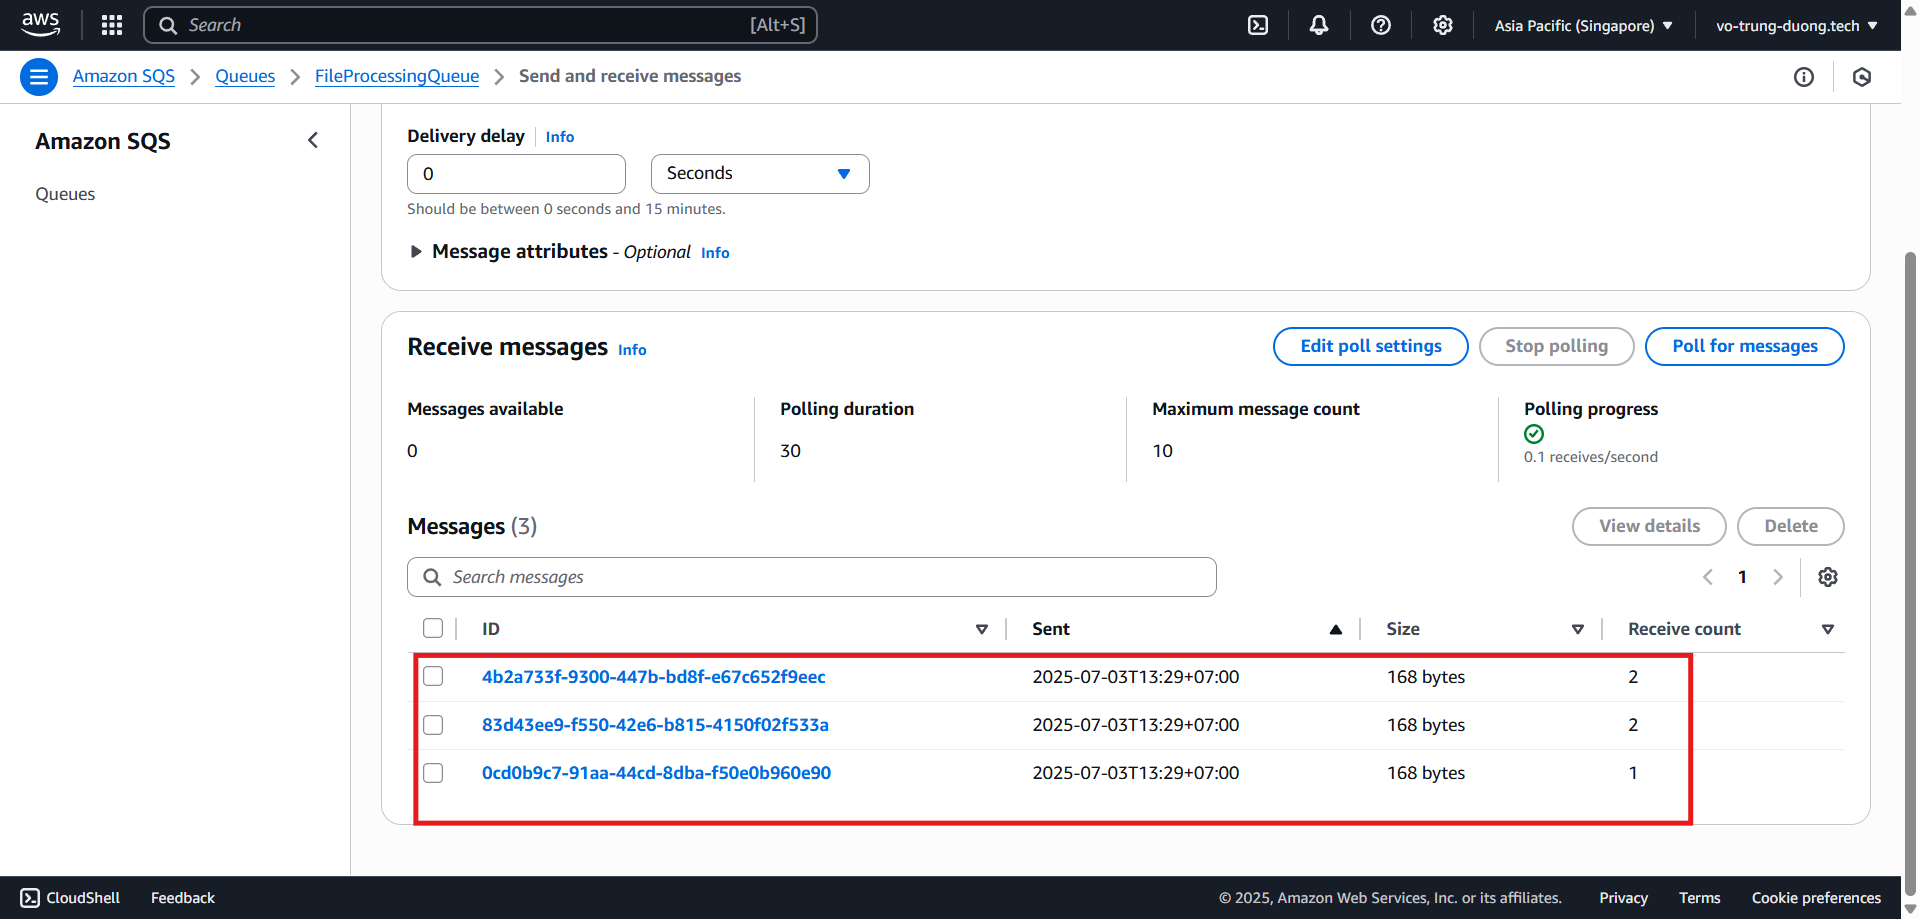 aws
Search [Alt+S]
Asia Pacific (Singapore)
vo-trung-duong.tech
Amazon SQS
Queues
FileProcessingQueue
Send and receive messages
Amazon SQS
Queues
Delivery delay
Info
0
Seconds
Should be between 0 seconds and 15 minutes.
Message attributes - Optional Info
Receive messages Info
Edit poll settings
Stop polling
Poll for messages
Messages available
0
Polling duration
30
Maximum message count
10
Polling progress
0.1 receives/second
Messages (3)
View details
Delete
Search messages
1
ID Sent Size Receive count
4b2a733f-9300-447b-bd8f-e67c652f9eec 2025-07-03T13:29+07:00 168 bytes 2
83d43ee9-f550-42e6-b815-4150f02f533a 2025-07-03T13:29+07:00 168 bytes 2
0cd0b9c7-91aa-44cd-8dba-f50e0b960e90 2025-07-03T13:29+07:00 168 bytes 1
CloudShell
Feedback
© 2025, Amazon Web Services, Inc. or its affiliates.
Privacy
Terms
Cookie preferences